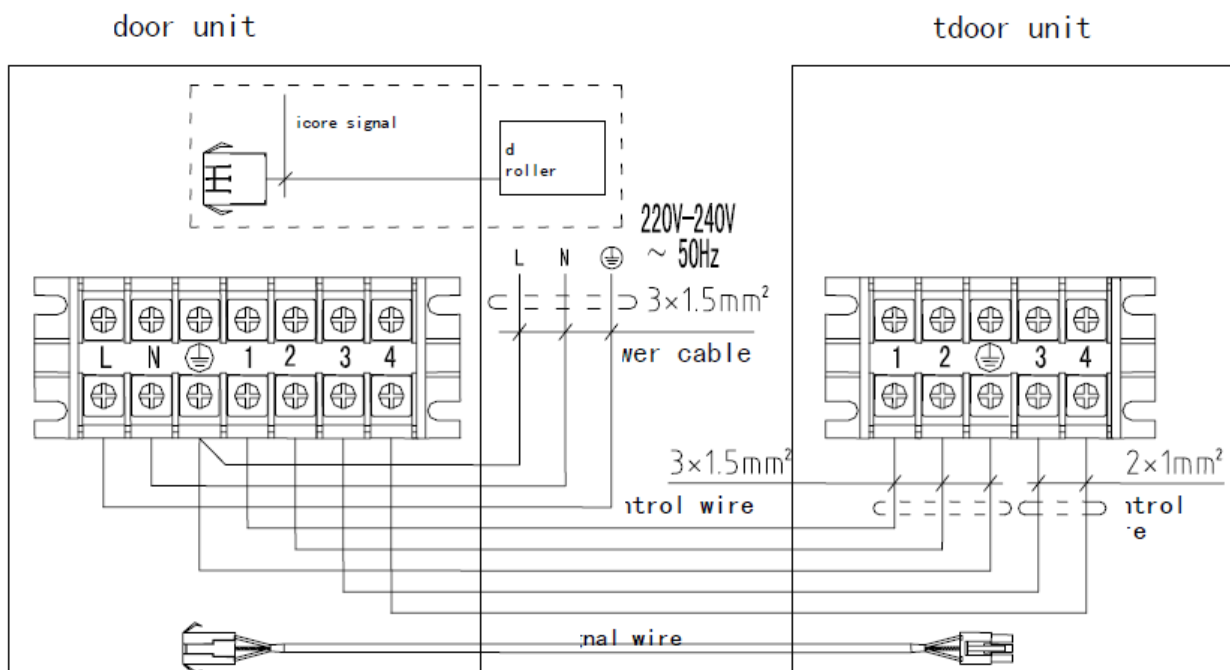 door unit
tdoor unit
icore signal
d
roller
220V-240V
~ 50Hz
L N
3×1.5mm²
wer cable
L N 1 2 3 4
1 2 3 4
3×1.5mm²
2×1mm²
ntrol wire
ntrol
e
nal wire